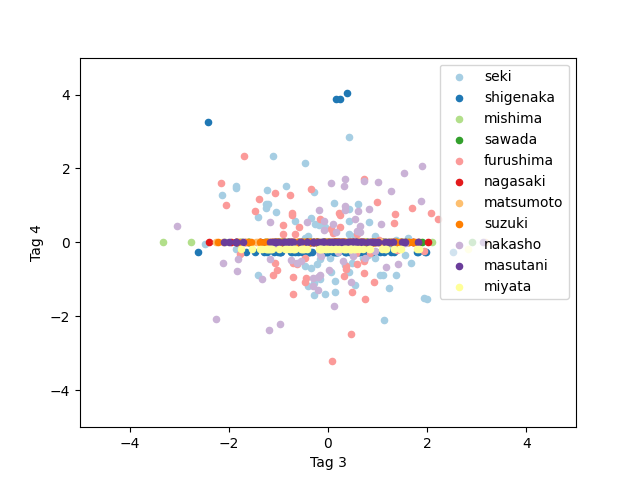 seki
shigenaka
mishima
sawada
furushima
nagasaki
matsumoto
suzuki
nakasho
masutani
miyata
4
2
0
−2
−4
Tag 4
−4
−2
0
2
4
Tag 3